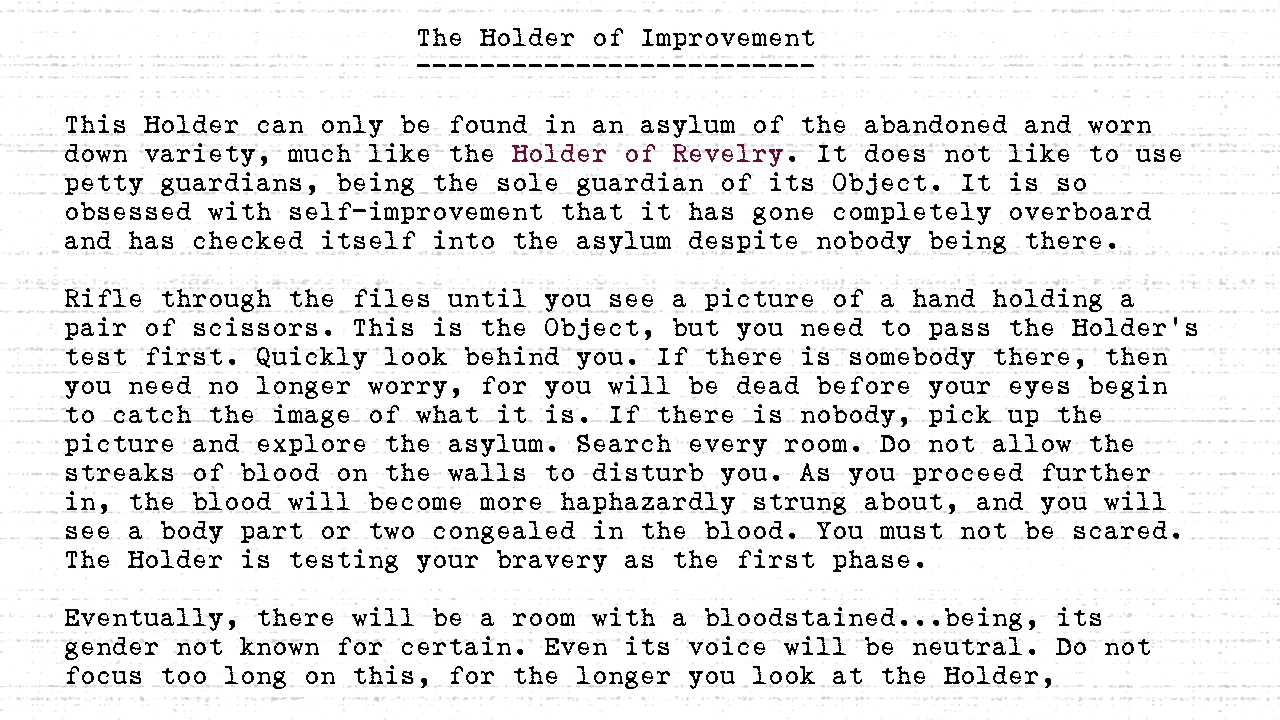 The Holder of Improvement
-------------------------
This Holder can only be found in an asylum of the abandoned and worn
down variety, much like the Holder of Revelry. It does not like to use
petty guardians, being the sole guardian of its Object. It is so
obsessed with self-improvement that it has gone completely overboard
and has checked itself into the asylum despite nobody being there.
Rifle through the files until you see a picture of a hand holding a
pair of scissors. This is the Object, but you need to pass the Holder's
test first. Quickly look behind you. If there is somebody there, then
you need no longer worry, for you will be dead before your eyes begin
to catch the image of what it is. If there is nobody, pick up the
picture and explore the asylum. Search every room. Do not allow the
streaks of blood on the walls to disturb you. As you proceed further
in, the blood will become more haphazardly strung about, and you will
see a body part or two congealed in the blood. You must not be scared.
The Holder is testing your bravery as the first phase.
Eventually, there will be a room with a bloodstained...being, its
gender not known for certain. Even its voice will be neutral. Do not
focus too long on this, for the longer you look at the Holder,